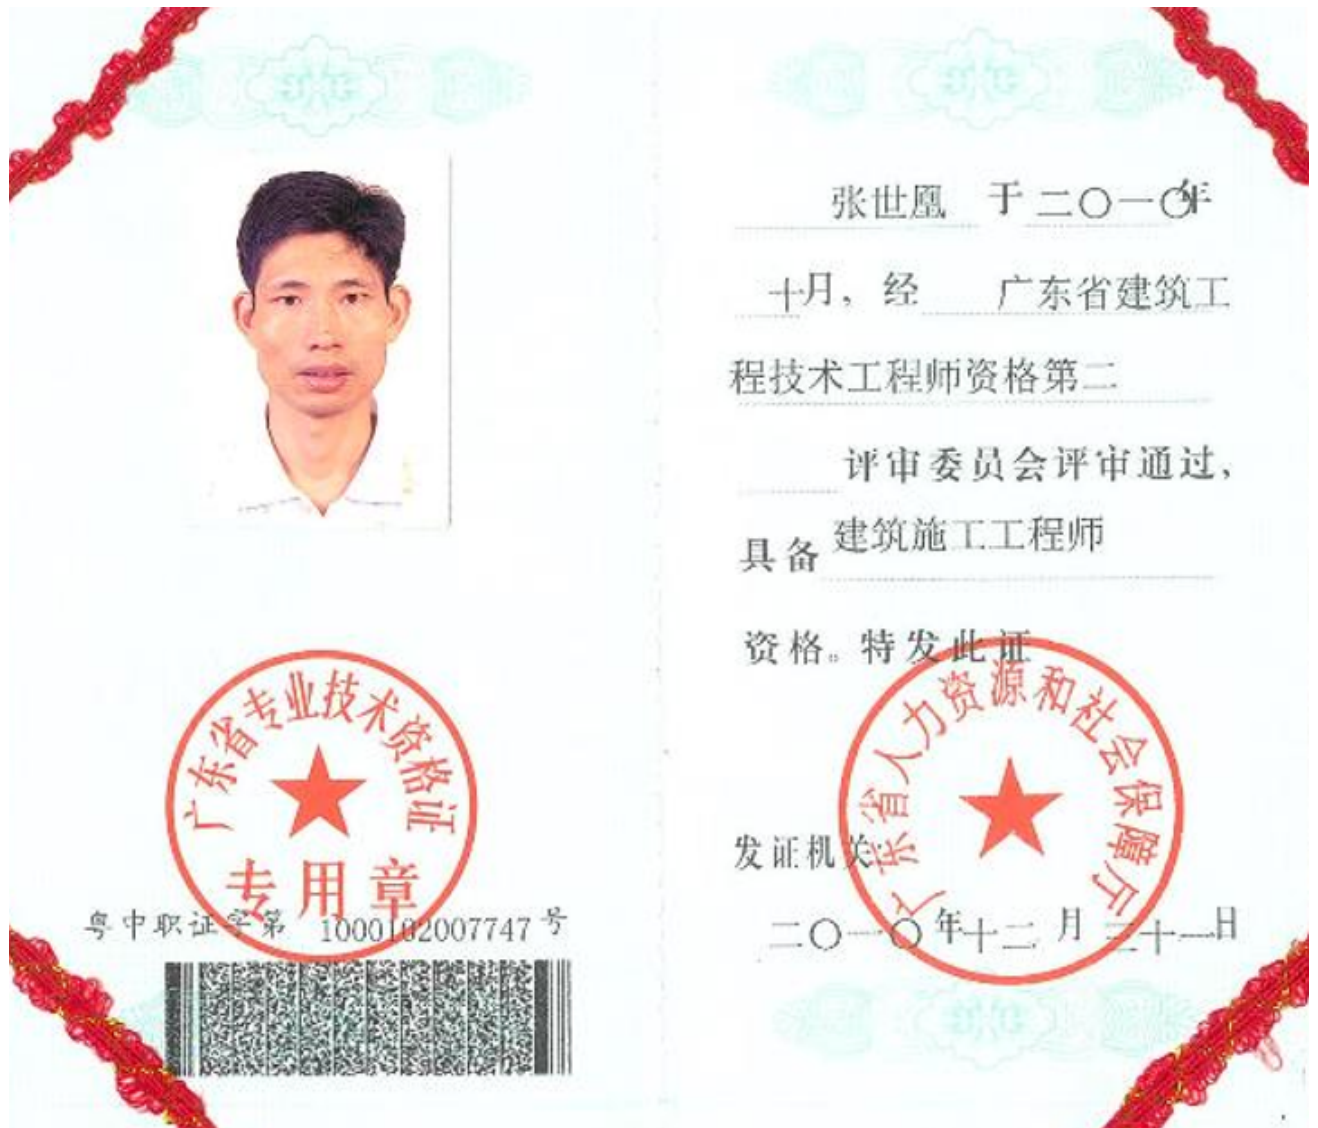 广东省专业技术资格证
专用章
粤中职证字第 1000102007747 号
张世凰 于 二〇一〇年
十月，经 广东省建筑工
程技术工程师资格第二
评审委员会评审通过，
具备 建筑施工工程师
资格。特发此证
广东省人力资源和社会保障厅
发证机关：
二〇一〇年十二月二十一日